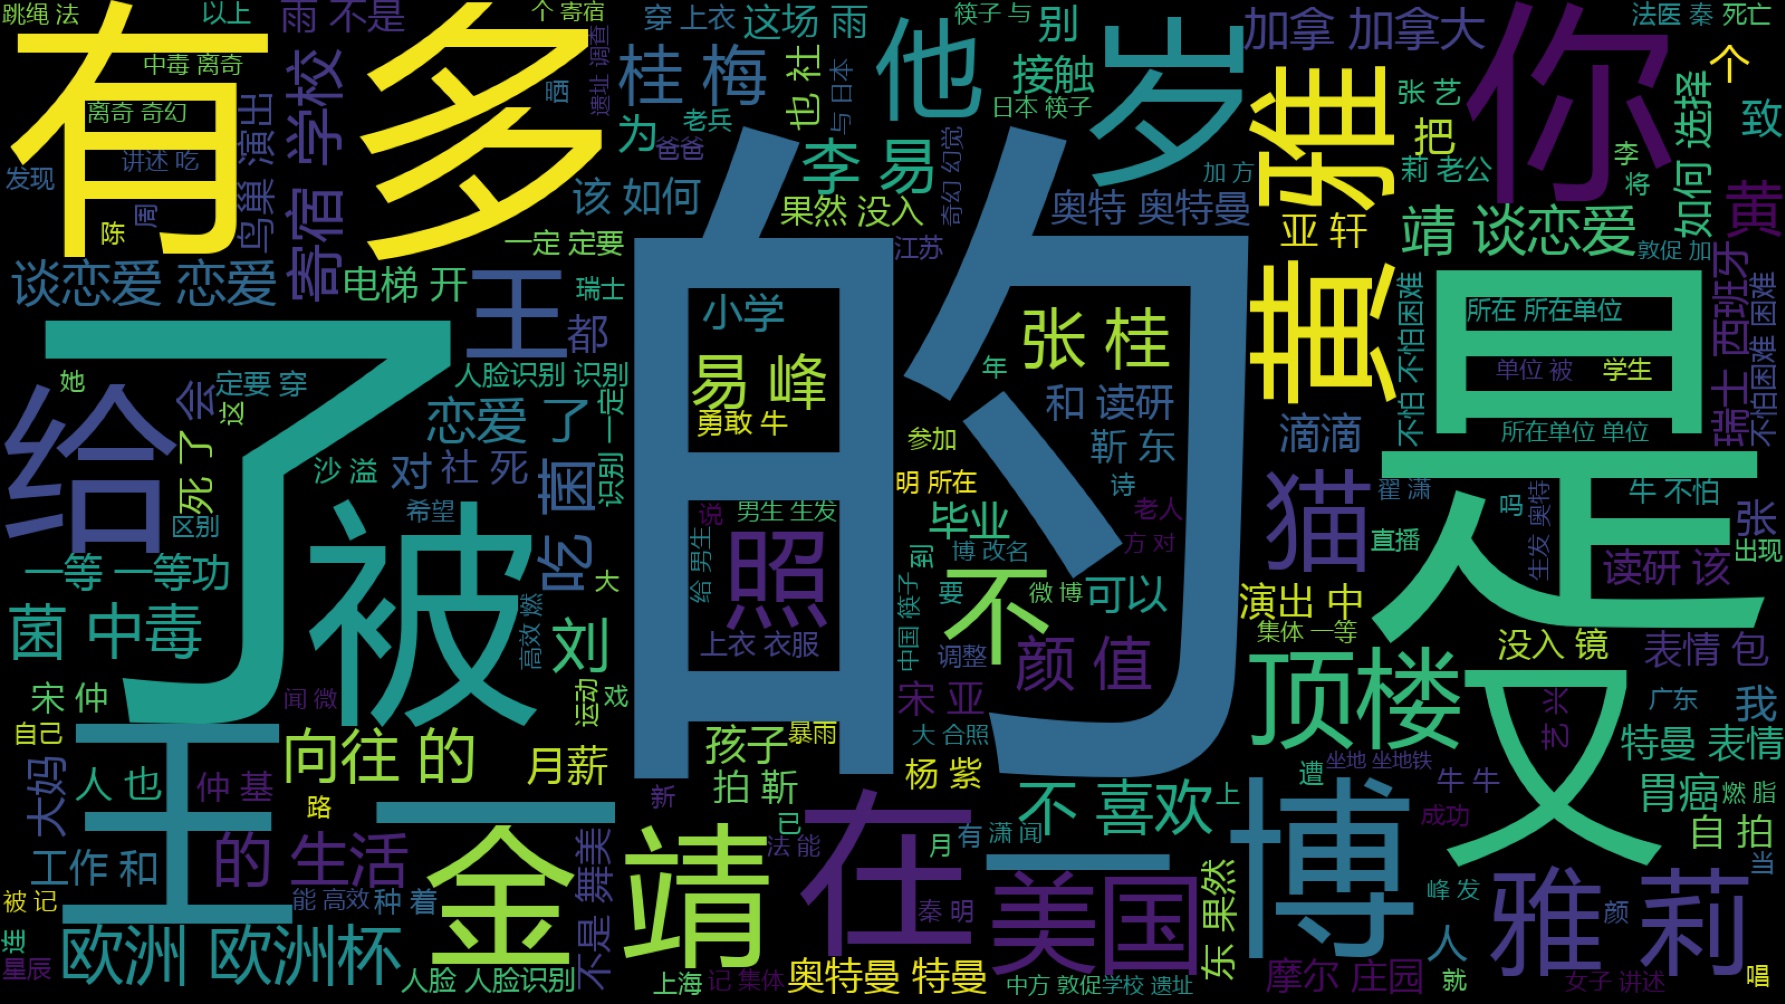 跳绳 法
以上
雨 不是
个 寄宿
穿 上衣
这场 雨
筷子 与
别
加拿 加拿大
法医 秦
死亡
有
多
中毒 离奇
离奇 奇幻
讲述 吃
发现
陈
周
鸟巢 演出
寄宿 学校
遗址 调查
晒
桂 梅
也 社
与 日本
他
接触
日本 筷子
岁
黄 雅
你
张 艺
把
莉 老公
如何 选择
个
致
为
老兵
爸爸
李 易
奇幻 幻觉
加 方
李
将
黄
该 如何
果然 没入
奥特 奥特曼
亚 轩
靖 谈恋爱
一定 定要
江苏
敦促 加
谈恋爱 恋爱
电梯 开
王
瑞士
都
的
小学
张 桂
易 峰
年
勇敢 牛
和 读研
靳 东
不怕 不怕困难
是
所在 所在单位
单位 被
学生
所在单位 单位
瑞士 西班牙
不怕困难 不怕困难
了
她
给
会
定要 穿
这
人脸识别 识别
恋爱 了
识别 一定
死 了
沙 溢
对
社 死
吃 菌
参加
明 所在
诗
滴滴
猫
翟 潇
吗
生发 奥特
牛 不怕
张
区别
被
希望
说
男生 生发
给 男生
照
毕业
老人
方 对
直播
出现
一等 一等功
大
到
博 改名
不
要
微 博
可以
读研 该
菌 中毒
高效 燃
刘
上衣 衣服
中国 筷子
调整
颜 值
演出 中
集体 一等
没入 镜
表情 包
宋 仲
闻 微
运动
戏
宋 亚
顶楼
又
张 艺
广东
我
自己
王
向往 的
月薪
孩子
暴雨
大 合照
特曼 表情
大妈
人 也
仲 基
路
拍 靳
杨 紫
坐地 坐地铁
遭
牛 牛
胃癌
燃 脂
新
已
不 喜欢
上
博
成功
自 拍
工作 和
的 生活
金
不是 舞美
靖
法 能
在
月
有
潇 闻
一
美国
东 果然
当
被 记
能 高效
种 着
秦 明
峰 发
雅 莉
颜
进
星辰
欧洲 欧洲杯
人脸 人脸识别
上海
记 集体
奥特曼 特曼
中方 敦促
学校 遗址
摩尔 庄园
人
就
女子 讲述
唱